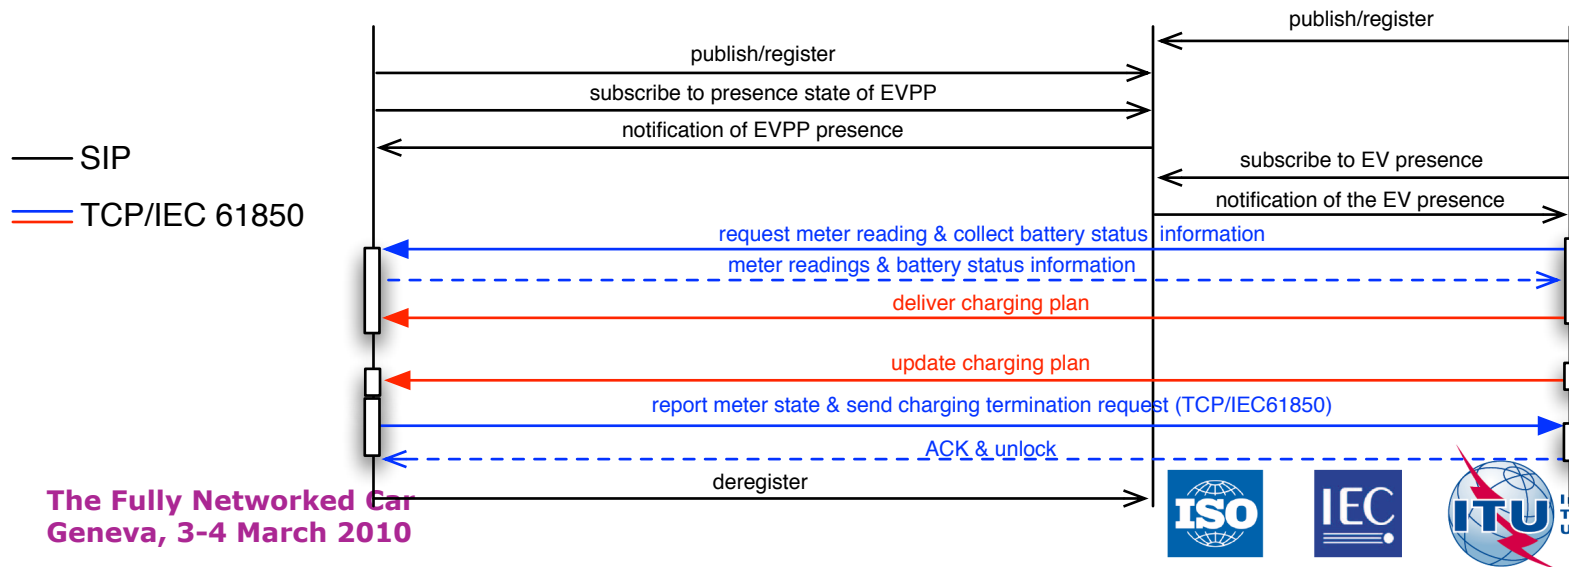 publish/register
publish/register
subscribe to presence state of EVPP
notification of EVPP presence
SIP
subscribe to EV presence
TCP/IEC 61850
notification of the EV presence
request meter reading & collect battery status information
meter readings & battery status information
deliver charging plan
update charging plan
report meter state & send charging termination request (TCP/IEC61850)
ACK & unlock
deregister
The Fully Networked Car
Geneva, 3-4 March 2010
ISO
IEC
ITU